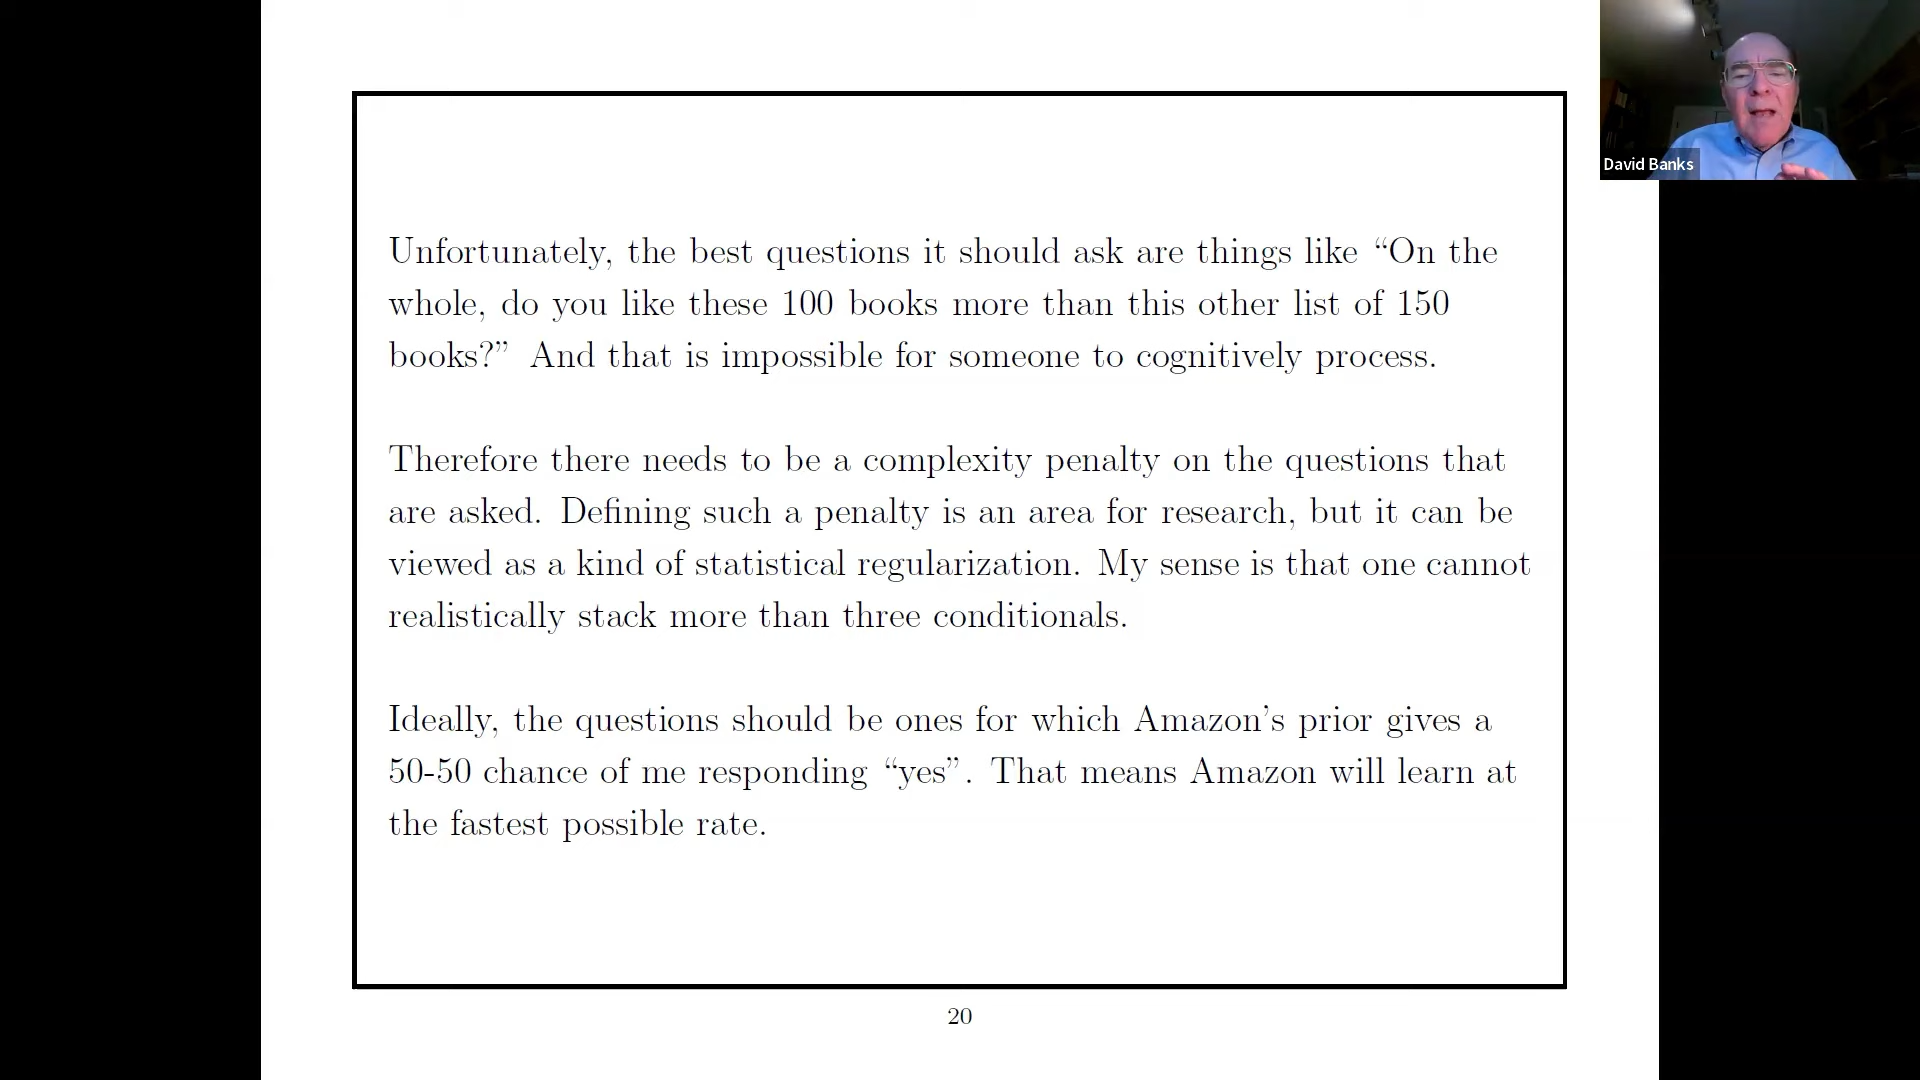 David Banks
Unfortunately, the best questions it should ask are things like “On the
whole, do you like these 100 books more than this other list of 150
books?” And that is impossible for someone to cognitively process.
Therefore there needs to be a complexity penalty on the questions that
are asked. Defining such a penalty is an area for research, but it can be
viewed as a kind of statistical regularization. My sense is that one cannot
realistically stack more than three conditionals.
Ideally, the questions should be ones for which Amazon’s prior gives a
50-50 chance of me responding “yes”. That means Amazon will learn at
the fastest possible rate.
20